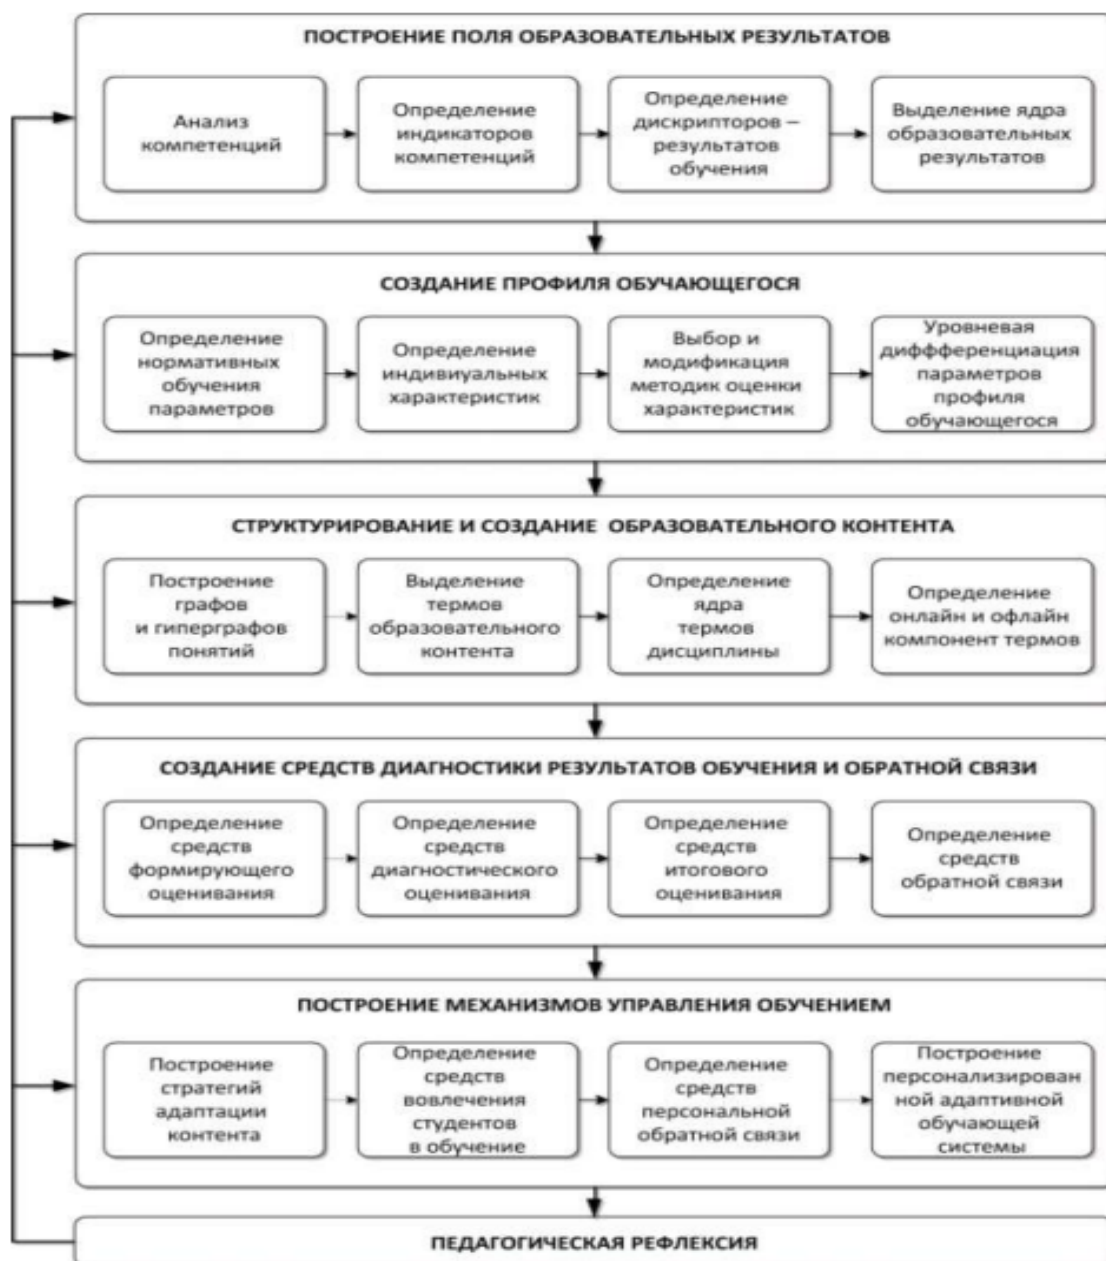 ПОСТРОЕНИЕ ПОЛЯ ОБРАЗОВАТЕЛЬНЫХ РЕЗУЛЬТАТОВ
Анализ
компетенций
Определение
индикаторов
компетенций
Определение
дискрипторов –
результатов
обучения
Выделение ядра
образовательных
результатов
СОЗДАНИЕ ПРОФИЛЯ ОБУЧАЮЩЕГОСЯ
Определение
нормативных
обучения
параметров
Определение
индивиуальных
характеристик
Выбор и
модификация
методик оценки
характеристик
Уровневая
диффференциация
параметров
профиля
обучающегося
СТРУКТУРИРОВАНИЕ И СОЗДАНИЕ ОБРАЗОВАТЕЛЬНОГО КОНТЕНТА
Построение
графов
и гиперграфов
понятий
Выделение
термов
образовательного
контента
Определение
ядра
термов
дисциплины
Определение
онлайн и офлайн
компонент термов
СОЗДАНИЕ СРЕДСТВ ДИАГНОСТИКИ РЕЗУЛЬТАТОВ ОБУЧЕНИЯ И ОБРАТНОЙ СВЯЗИ
Определение
средств
формирующего
оценивания
Определение
средств
диагностического
оценивания
Определение
средств
итогового
оценивания
Определение
средств
обратной связи
ПОСТРОЕНИЕ МЕХАНИЗМОВ УПРАВЛЕНИЯ ОБУЧЕНИЕМ
Построение
стратегий
адаптации
контента
Определение
средств
вовлечения
студентов
в обучение
Определение
средств
персональной
обратной связи
Построение
персонализирован
ной адаптивной
обучающей
системы
ПЕДАГОГИЧЕСКАЯ РЕФЛЕКСИЯ